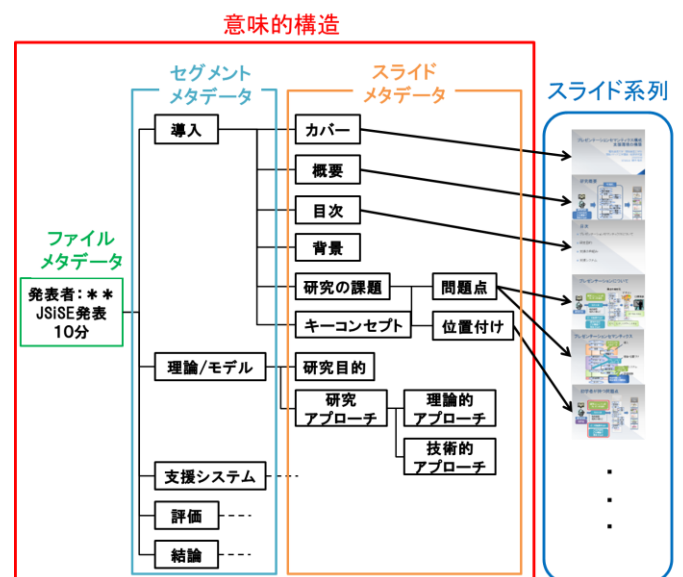 意味的構造
セグメント
メタデータ
スライド
メタデータ
スライド系列
ファイル
メタデータ
発表者:**
JSiSE発表
10分
導入
理論/モデル
支援システム
評価
結論
カバー
概要
目次
背景
研究の課題
キーコンセプト
問題点
位置付け
研究目的
研究
アプローチ
理論的
アプローチ
技術的
アプローチ